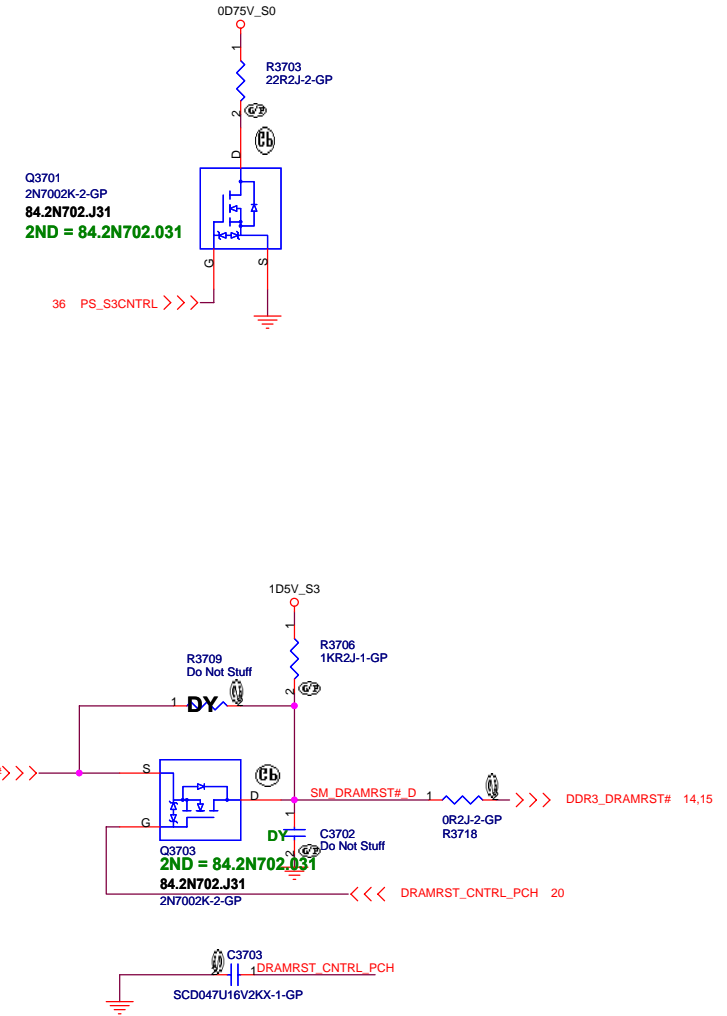 0D75V_S0
1
R3703
22R2J-2-GP
2
D
Q3701
2N7002K-2-GP
84.2N702.J31
2ND = 84.2N702.031
G
S
36 PS_S3CNTRL
1D5V_S3
1
R3706
1KR2J-1-GP
2
R3709
Do Not Stuff
1
DY
S
D
G
SM_DRAMRST#_D
1
0R2J-2-GP
R3718
DDR3_DRAMRST# 14,15
1
DY
C3702
Do Not Stuff
2
Q3703
2ND = 84.2N702.031
84.2N702.J31
2N7002K-2-GP
DRAMRST_CNTRL_PCH 20
C3703
1
DRAMRST_CNTRL_PCH
SCD047U16V2KX-1-GP